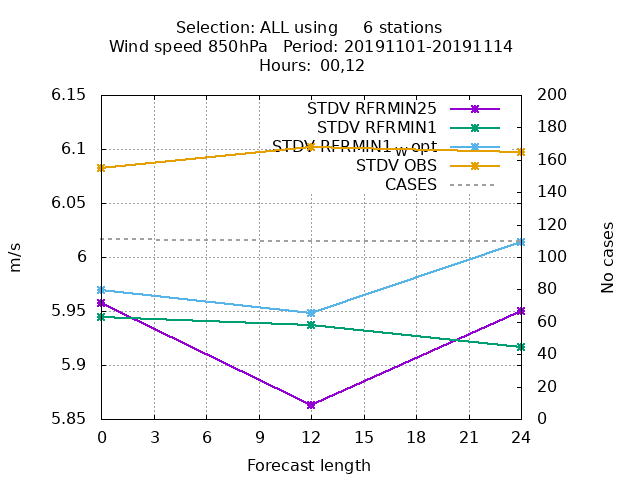 Selection: ALL using 6 stations
Wind speed 850hPa Period: 20191101-20191114
Hours: 00,12
STDV RFRMIN25
STDV RFRMIN1
STDV RFRMIN1_w_opt
STDV OBS
CASES
6.15
6.1
6.05
6
5.95
5.9
5.85
200
180
160
140
120
100
80
60
40
20
0
m/s
No cases
0 3 6 9 12 15 18 21 24
Forecast length